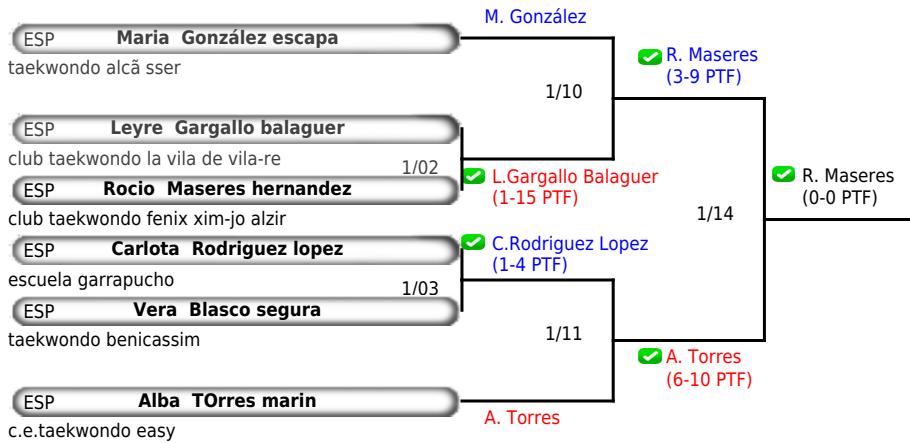 M. González
ESP Maria González escapa
taekwondo alcã sser
R. Maseres
(3-9 PTF)
1/10
ESP Leyre Gargallo balaguer
club taekwondo la vila de vila-re
1/02
L.Gargallo Balaguer
(1-15 PTF)
R. Maseres
(0-0 PTF)
ESP Rocio Maseres hernandez
club taekwondo fenix xim-jo alzir
1/14
ESP Carlota Rodriguez lopez
C.Rodriguez Lopez
(1-4 PTF)
escuela garrapucho
1/03
ESP Vera Blasco segura
taekwondo benicassim
1/11
A. Torres
(6-10 PTF)
ESP Alba TOrres marin
A. Torres
c.e.taekwondo easy